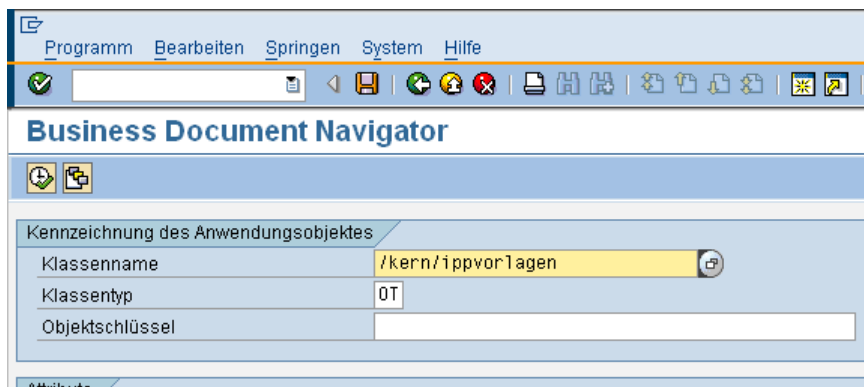 Programm Bearbeiten Springen System Hilfe
Business Document Navigator
Kennzeichnung des Anwendungsobjektes
Klassenname /kern/ippvorlagen
Klassentyp OT
Objektschlüssel